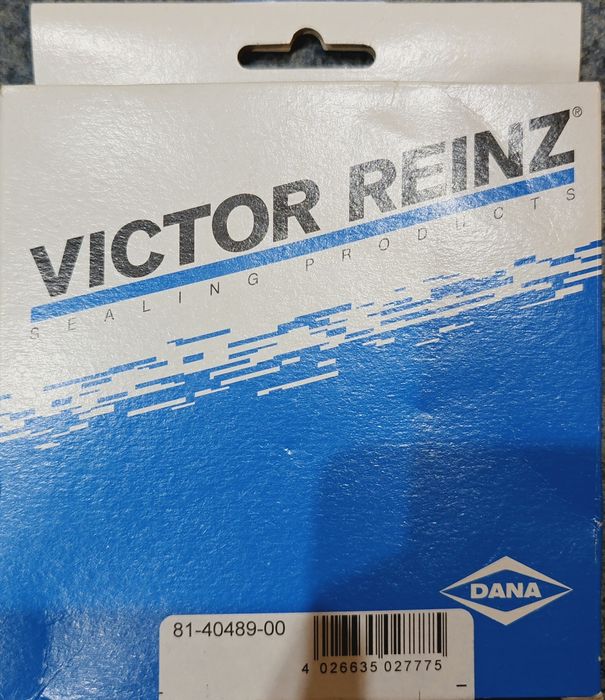 VICTOR REINZ®
SEALING PRODUCTS
DANA
81-40489-00
4 026635 027775